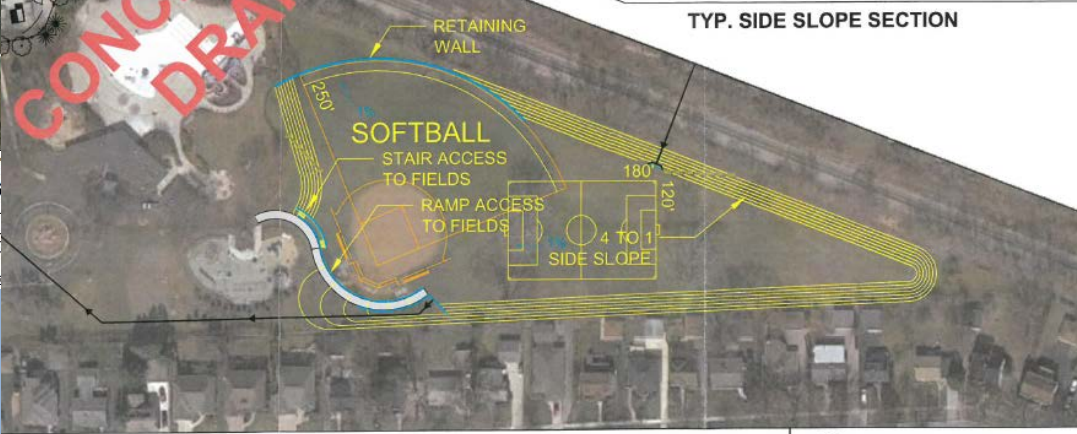 TYP. SIDE SLOPE SECTION
RETAINING
WALL
250'
SOFTBALL
STAIR ACCESS
TO FIELDS
RAMP ACCESS
TO FIELDS
180'
120'
4 TO 1
SIDE SLOPE